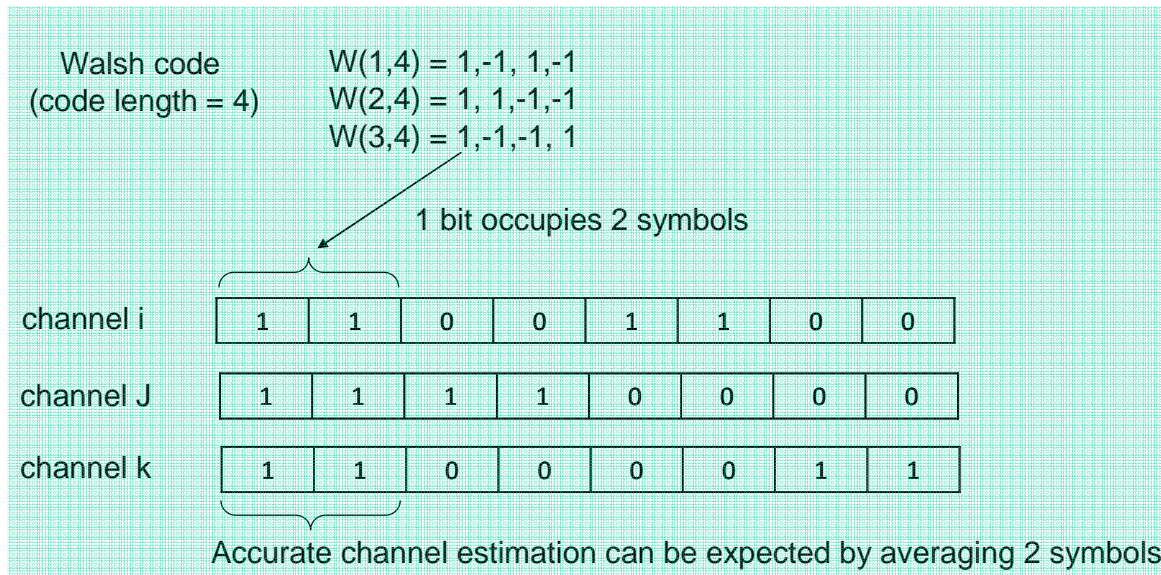 Walsh code
(code length = 4)
W(1,4) = 1,-1, 1,-1
W(2,4) = 1, 1,-1,-1
W(3,4) = 1,-1,-1, 1
1 bit occupies 2 symbols
channel i 1 1 0 0 1 1 0 0
channel J 1 1 1 1 0 0 0 0
channel k 1 1 0 0 0 0 1 1
Accurate channel estimation can be expected by averaging 2 symbols